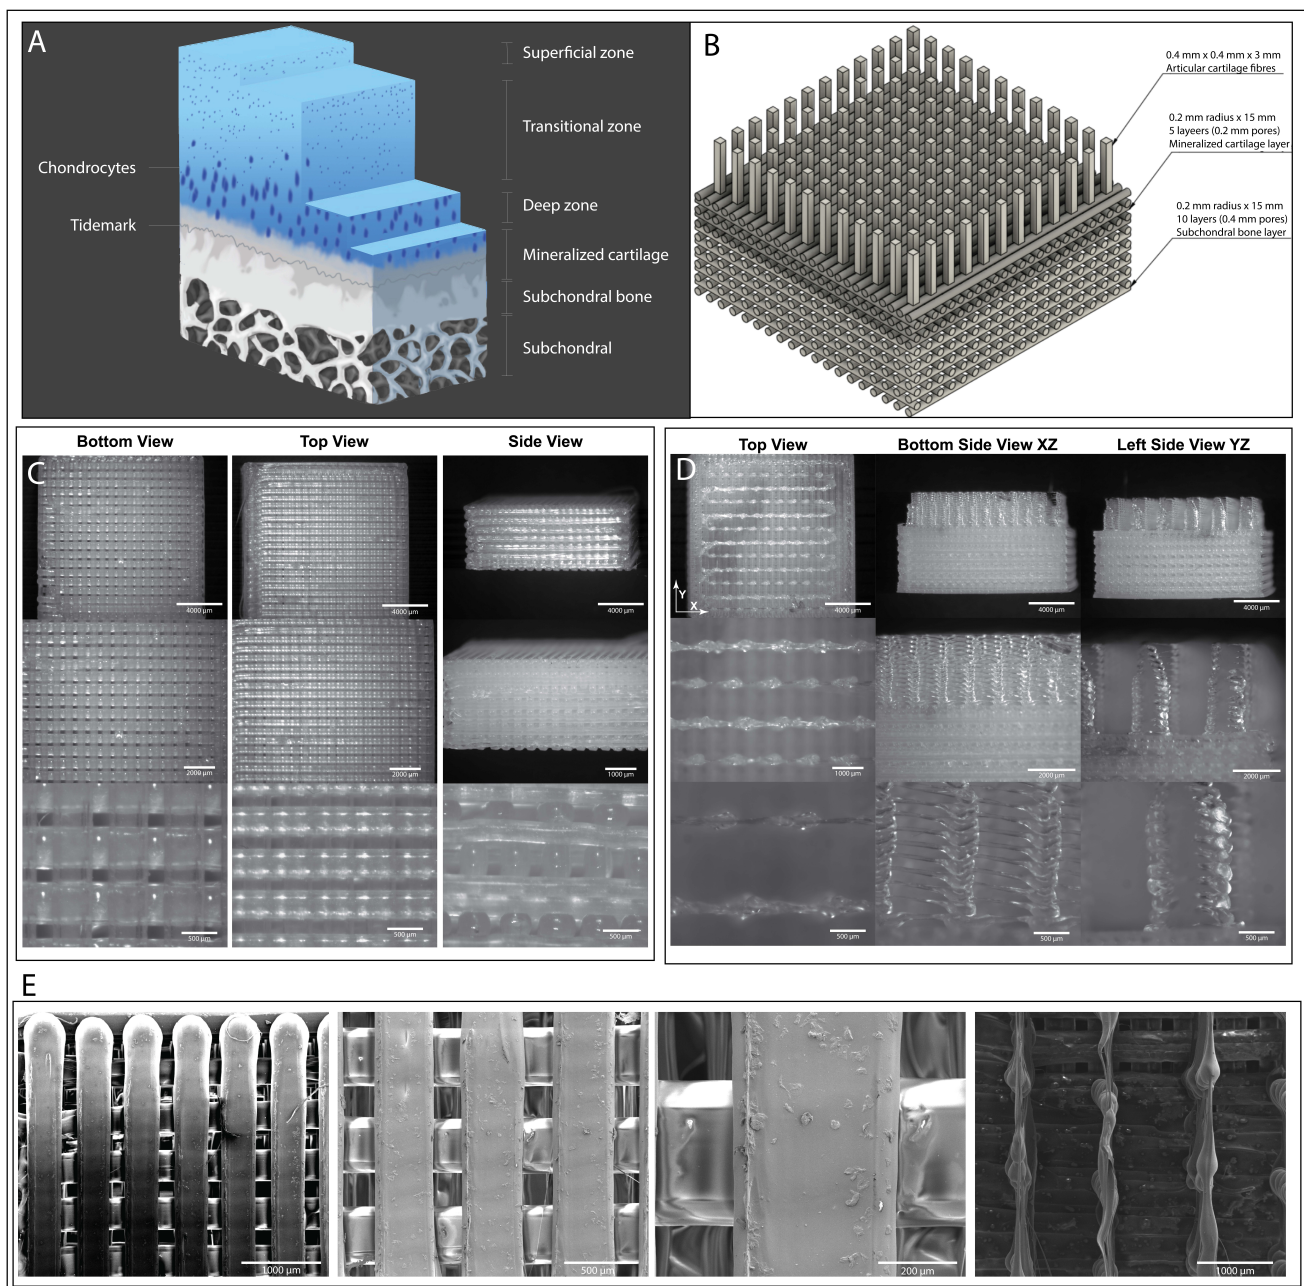 A
Superficial zone
Transitional zone
Chondrocytes
Deep zone
Tidemark
Mineralized cartilage
Subchondral bone
Subchondral
B
0.4 mm x 0.4 mm x 3 mm
Articular cartilage fibres
0.2 mm radius x 15 mm
5 layeers (0.2 mm pores)
Mineralized cartilage layer
0.2 mm radius x 15 mm
10 layers (0.4 mm pores)
Subchondral bone layer
Bottom View
Top View
Side View
C
4000 µm
4000 µm
4000 µm
2000 µm
2000 µm
1000 µm
500 µm
500 µm
500 µm
Top View
Bottom Side View XZ
Left Side View YZ
D
Y
X
4000 µm
4000 µm
4000 µm
1000 µm
2000 µm
2000 µm
500 µm
500 µm
500 µm
E
1000 µm
500 µm
200 µm
1000 µm